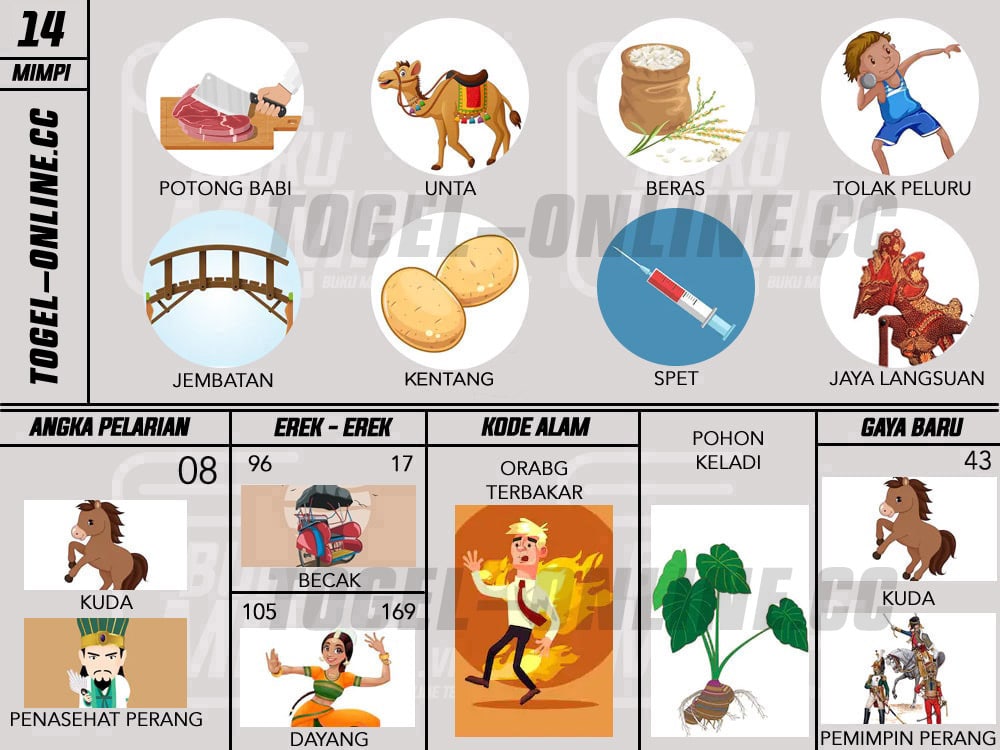 14
MIMPI
TOGEL-ONLINE.CC
POTONG BABI
UNTA
BERAS
TOLAK PELURU
TOGEL-ONLINE.CC
JEMBATAN
KENTANG
SPET
JAYA LANGSUAN
ANGKA PELARIAN
08
KUDA
PENASEHAT PERANG
EREK - EREK
96 17
BECAK
105 169
DAYANG
KODE ALAM
ORABG
TERBAKAR
POHON
KELADI
GAYA BARU
43
KUDA
PEMIMPIN PERANG
TOGEL-ONLINE.CC